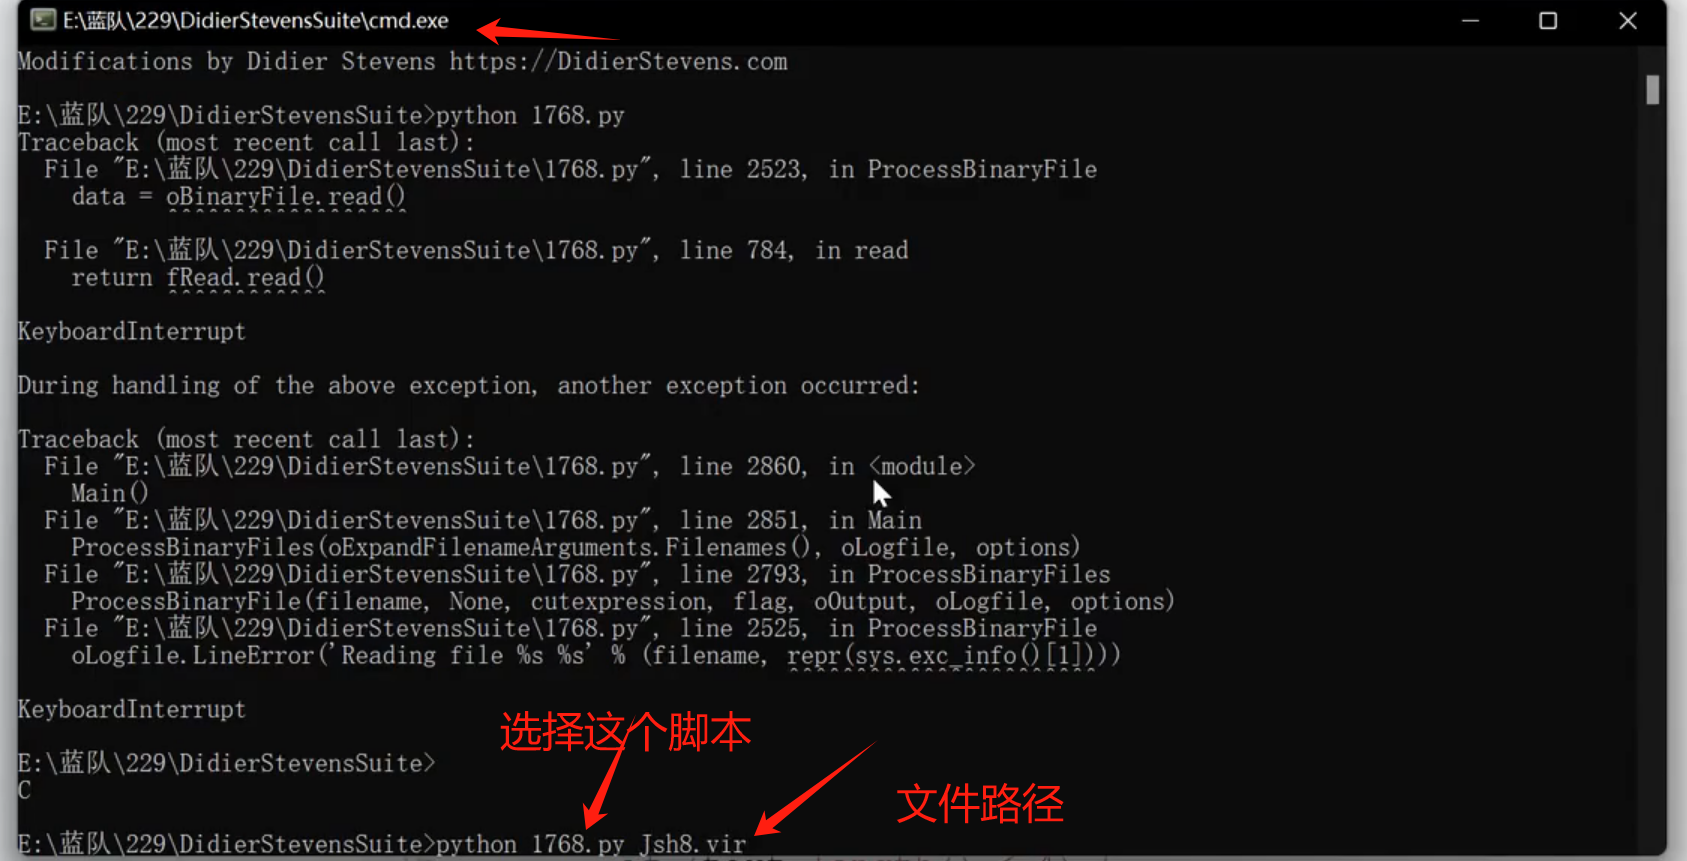 E:\蓝队\229\DidierStevensSuite\cmd.exe
Modifications by Didier Stevens https://DidierStevens.com
E:\蓝队\229\DidierStevensSuite>python 1768.py
Traceback (most recent call last):
  File "E:\蓝队\229\DidierStevensSuite\1768.py", line 2523, in ProcessBinaryFile
    data = oBinaryFile.read()
  File "E:\蓝队\229\DidierStevensSuite\1768.py", line 784, in read
    return fRead.read()
KeyboardInterrupt
During handling of the above exception, another exception occurred:
Traceback (most recent call last):
  File "E:\蓝队\229\DidierStevensSuite\1768.py", line 2860, in <module>
    Main()
  File "E:\蓝队\229\DidierStevensSuite\1768.py", line 2851, in Main
    ProcessBinaryFiles(oExpandFilenameArguments.Filenames(), oLogfile, options)
  File "E:\蓝队\229\DidierStevensSuite\1768.py", line 2793, in ProcessBinaryFiles
    ProcessBinaryFile(filename, None, cutexpression, flag, oOutput, oLogfile, options)
  File "E:\蓝队\229\DidierStevensSuite\1768.py", line 2525, in ProcessBinaryFile
    oLogfile.LineError('Reading file %s %s' % (filename, repr(sys.exc_info()[1])))
KeyboardInterrupt
选择这个脚本
E:\蓝队\229\DidierStevensSuite>
C
文件路径
E:\蓝队\229\DidierStevensSuite>python 1768.py Jsh8.vir